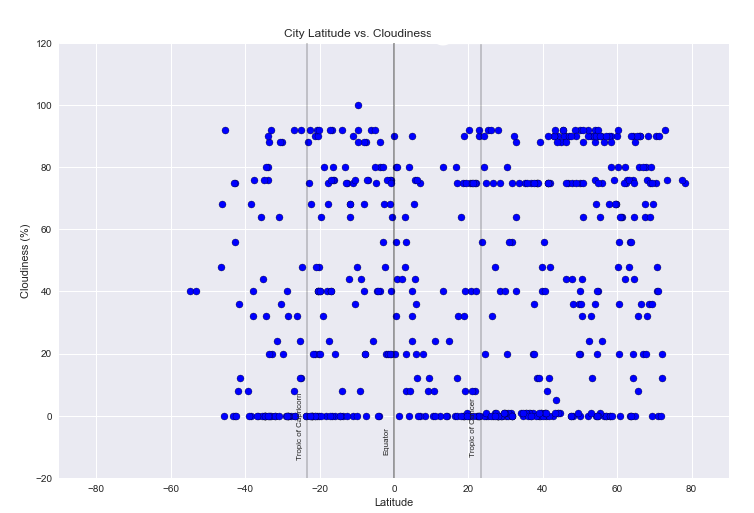 City Latitude vs. Cloudiness
120
100
80
60
40
20
0
−20
Cloudiness (%)
Tropic of Capricorn
Equator
Tropic of Cancer
−80
−60
−40
−20
0
20
40
60
80
Latitude